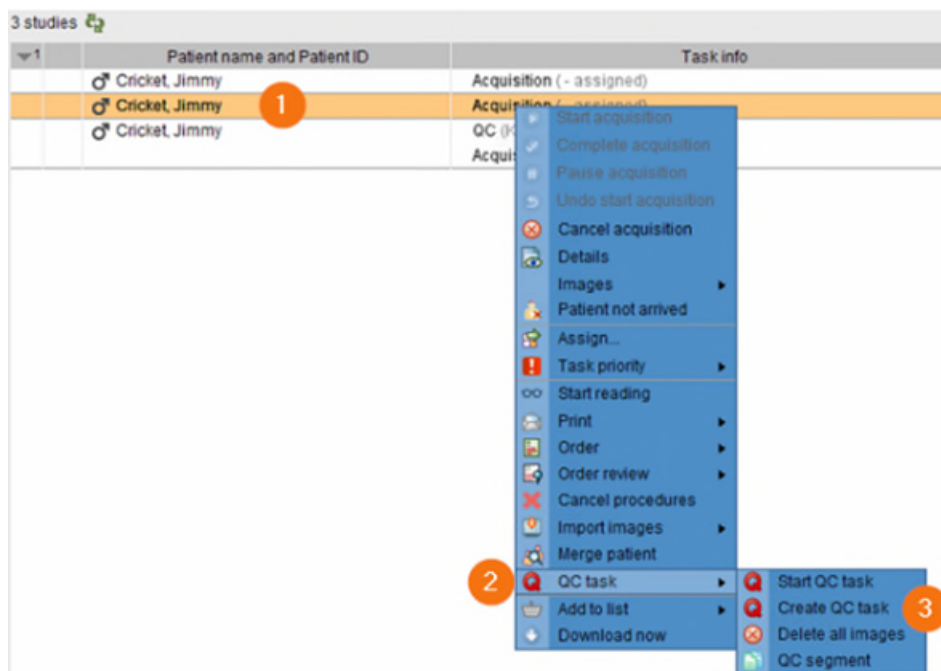 3 studies
1 Patient name and Patient ID Task info
Cricket, Jimmy Acquisition ( - assigned)
Cricket, Jimmy 1 Acquisition ( - assigned)
Cricket, Jimmy QC (K
Acquis
Start acquisition
Complete acquisition
Pause acquisition
Undo start acquisition
Cancel acquisition
Details
Images
Patient not arrived
Assign...
Task priority
Start reading
Print
Order
Order review
Cancel procedures
Import images
Merge patient
2 QC task Start QC task
Add to list Create QC task 3
Download now Delete all images
QC segment